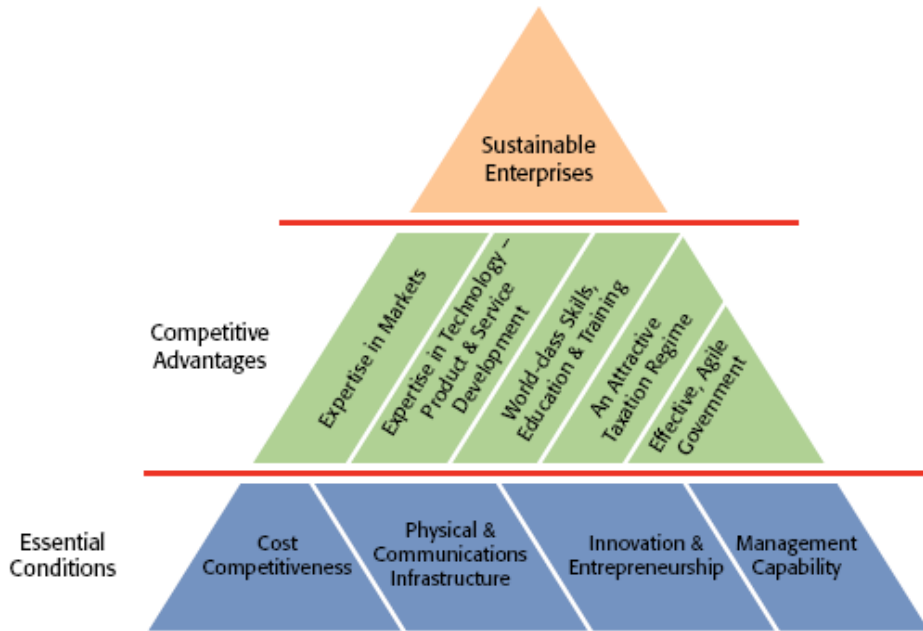 Sustainable
Enterprises
Competitive
Advantages
Expertise in Markets
Expertise in Technology –
Product & Service
Development
World-class Skills,
Education & Training
An Attractive
Taxation Regime
Effective, Agile
Government
Essential
Conditions
Cost
Competitiveness
Physical &
Communications
Infrastructure
Innovation &
Entrepreneurship
Management
Capability